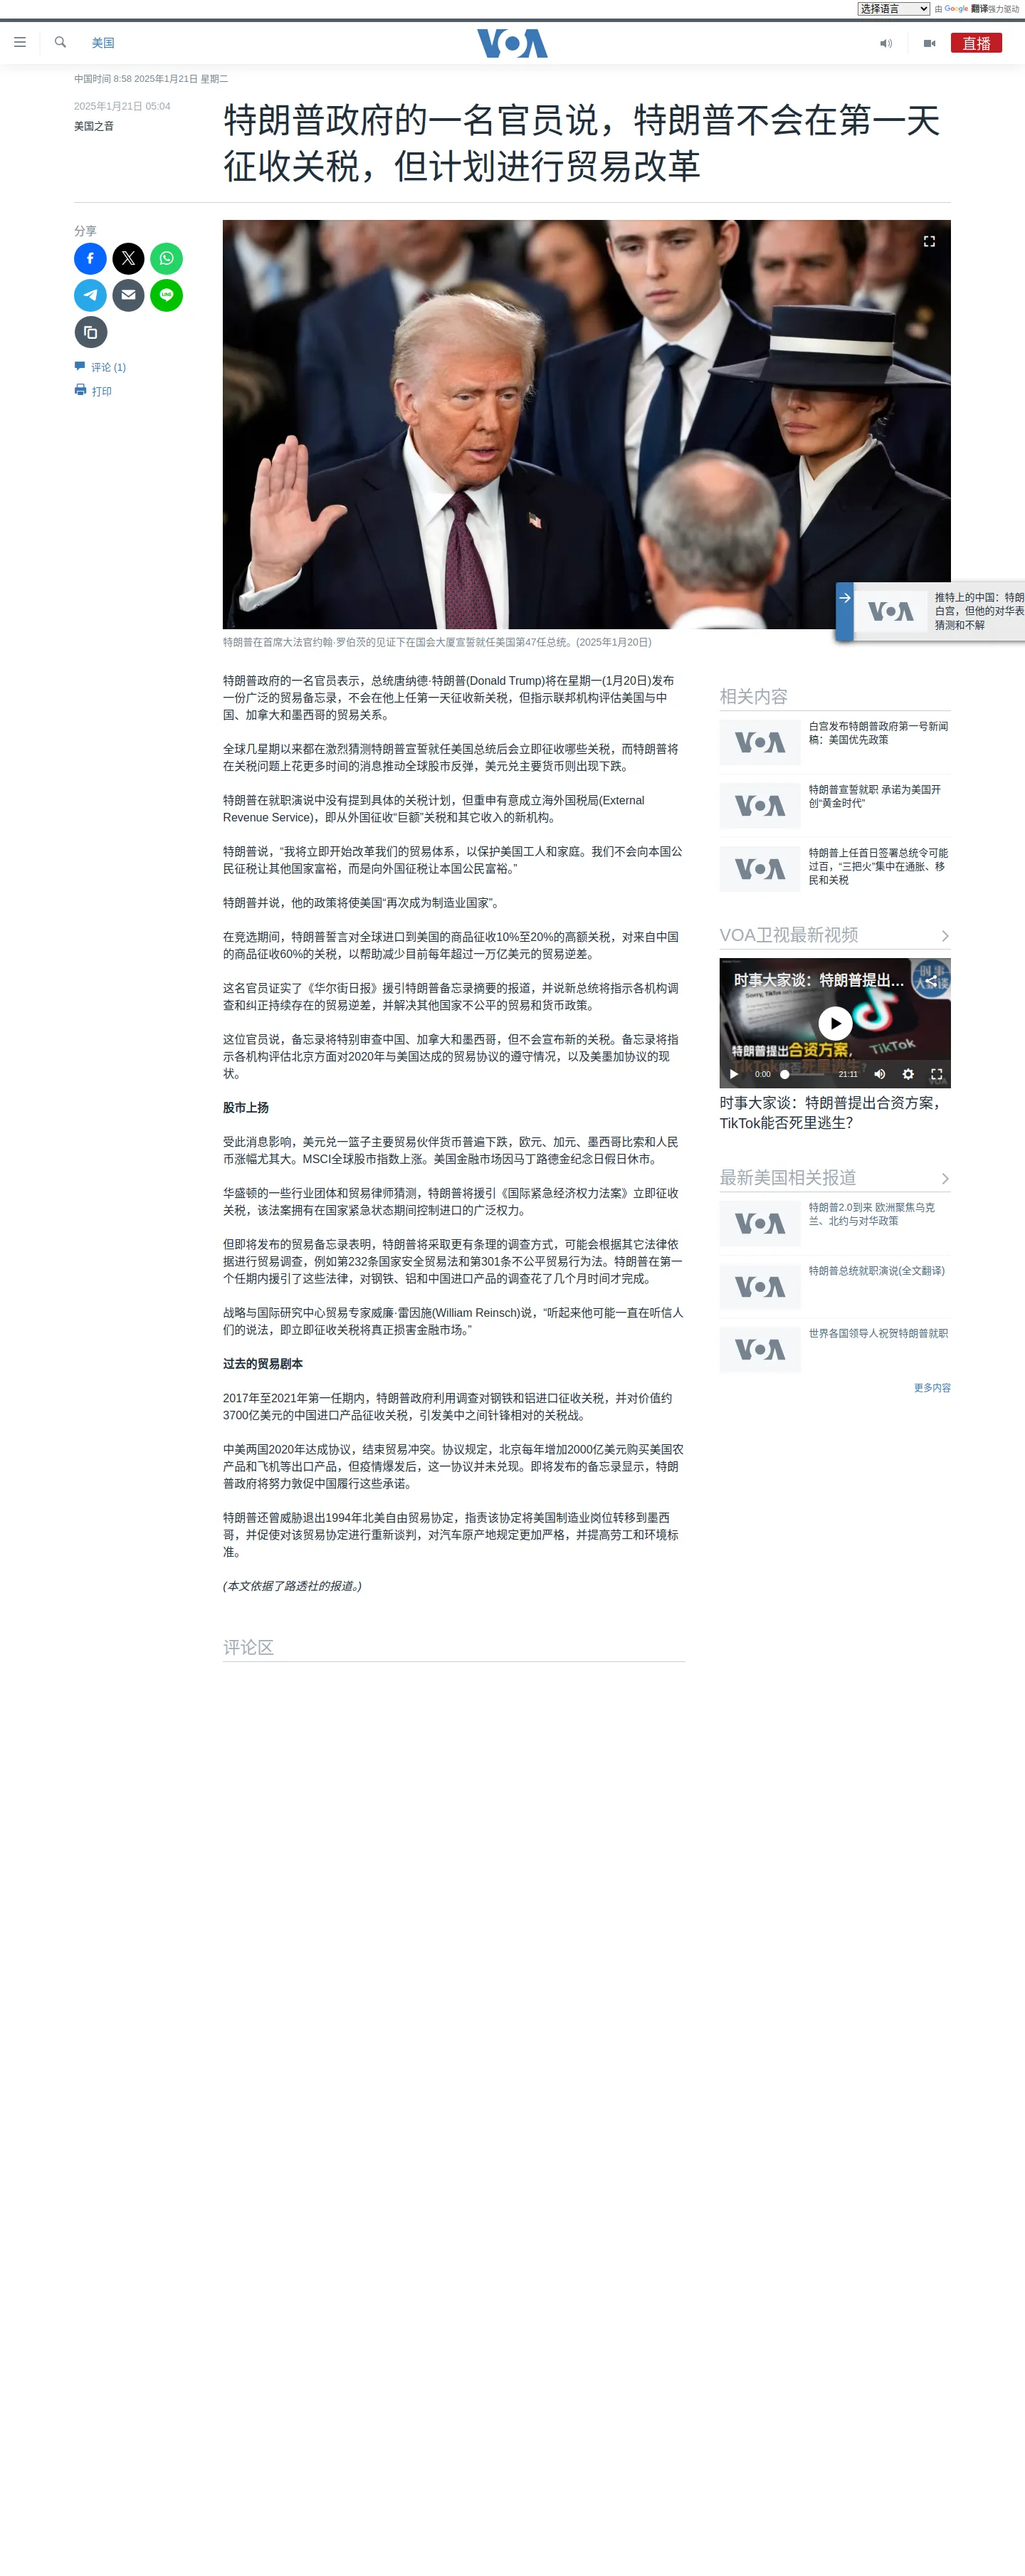 选择语言
由 Google 翻译强力驱动
美国
VOA
直播
中国时间 8:58 2025年1月21日 星期二
2025年1月21日 05:04
美国之音
特朗普政府的一名官员说，特朗普不会在第一天
征收关税，但计划进行贸易改革
分享
LINE
评论 (1)
打印
特朗普在首席大法官约翰·罗伯茨的见证下在国会大厦宣誓就任美国第47任总统。(2025年1月20日)
VOA
推特上的中国：特朗
白宫，但他的对华表
猜测和不解
特朗普政府的一名官员表示，总统唐纳德·特朗普(Donald Trump)将在星期一(1月20日)发布
一份广泛的贸易备忘录，不会在他上任第一天征收新关税，但指示联邦机构评估美国与中
国、加拿大和墨西哥的贸易关系。
全球几星期以来都在激烈猜测特朗普宣誓就任美国总统后会立即征收哪些关税，而特朗普将
在关税问题上花更多时间的消息推动全球股市反弹，美元兑主要货币则出现下跌。
特朗普在就职演说中没有提到具体的关税计划，但重申有意成立海外国税局(External
Revenue Service)，即从外国征收“巨额”关税和其它收入的新机构。
特朗普说，“我将立即开始改革我们的贸易体系，以保护美国工人和家庭。我们不会向本国公
民征税让其他国家富裕，而是向外国征税让本国公民富裕。”
特朗普并说，他的政策将使美国“再次成为制造业国家”。
在竞选期间，特朗普誓言对全球进口到美国的商品征收10%至20%的高额关税，对来自中国
的商品征收60%的关税，以帮助减少目前每年超过一万亿美元的贸易逆差。
这名官员证实了《华尔街日报》援引特朗普备忘录摘要的报道，并说新总统将指示各机构调
查和纠正持续存在的贸易逆差，并解决其他国家不公平的贸易和货币政策。
这位官员说，备忘录将特别审查中国、加拿大和墨西哥，但不会宣布新的关税。备忘录将指
示各机构评估北京方面对2020年与美国达成的贸易协议的遵守情况，以及美墨加协议的现
状。
股市上扬
受此消息影响，美元兑一篮子主要贸易伙伴货币普遍下跌，欧元、加元、墨西哥比索和人民
币涨幅尤其大。MSCI全球股市指数上涨。美国金融市场因马丁路德金纪念日假日休市。
华盛顿的一些行业团体和贸易律师猜测，特朗普将援引《国际紧急经济权力法案》立即征收
关税，该法案拥有在国家紧急状态期间控制进口的广泛权力。
但即将发布的贸易备忘录表明，特朗普将采取更有条理的调查方式，可能会根据其它法律依
据进行贸易调查，例如第232条国家安全贸易法和第301条不公平贸易行为法。特朗普在第一
个任期内援引了这些法律，对钢铁、铝和中国进口产品的调查花了几个月时间才完成。
战略与国际研究中心贸易专家威廉·雷因施(William Reinsch)说，“听起来他可能一直在听信人
们的说法，即立即征收关税将真正损害金融市场。”
过去的贸易剧本
2017年至2021年第一任期内，特朗普政府利用调查对钢铁和铝进口征收关税，并对价值约
3700亿美元的中国进口产品征收关税，引发美中之间针锋相对的关税战。
中美两国2020年达成协议，结束贸易冲突。协议规定，北京每年增加2000亿美元购买美国农
产品和飞机等出口产品，但疫情爆发后，这一协议并未兑现。即将发布的备忘录显示，特朗
普政府将努力敦促中国履行这些承诺。
特朗普还曾威胁退出1994年北美自由贸易协定，指责该协定将美国制造业岗位转移到墨西
哥，并促使对该贸易协定进行重新谈判，对汽车原产地规定更加严格，并提高劳工和环境标
准。
(本文依据了路透社的报道。)
评论区
相关内容
VOA
白宫发布特朗普政府第一号新闻
稿：美国优先政策
VOA
特朗普宣誓就职 承诺为美国开
创“黄金时代”
VOA
特朗普上任首日签署总统令可能
过百，“三把火”集中在通胀、移
民和关税
VOA卫视最新视频
时事大家谈：特朗普提出...
时事
大家谈
Sorry, TikTok
特朗普提出合资方案，
TikTok能否死里逃生?
TikTok
0:00
21:11
VOA
时事大家谈：特朗普提出合资方案，
TikTok能否死里逃生？
最新美国相关报道
VOA
特朗普2.0到来 欧洲聚焦乌克
兰、北约与对华政策
VOA
特朗普总统就职演说(全文翻译)
VOA
世界各国领导人祝贺特朗普就职
更多内容